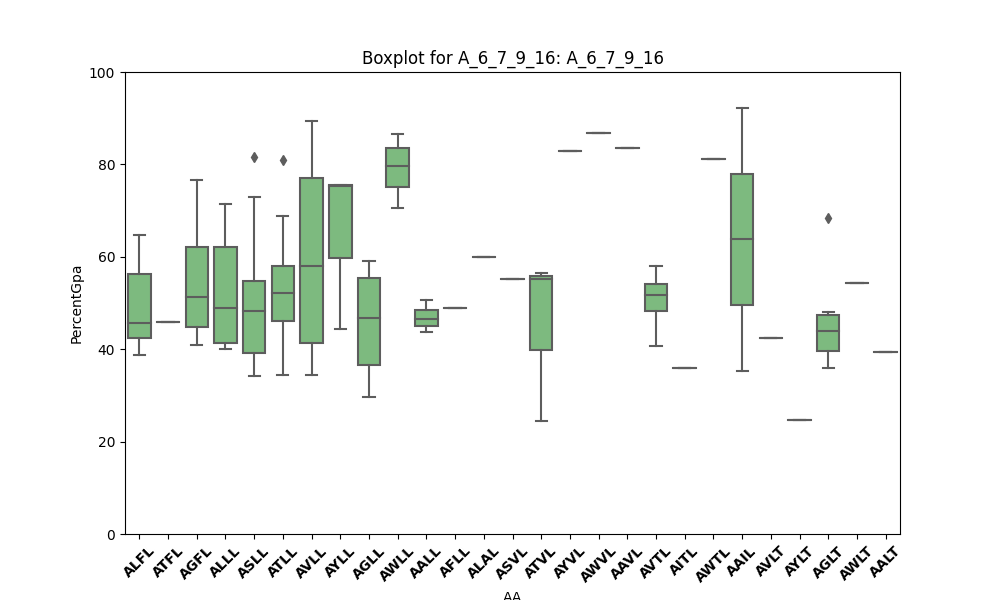 Boxplot for A_6_7_9_16: A_6_7_9_16
PercentGpa
100
80
60
40
20
0
ALFL ATFL AGFL ALLL ASLL ATLL AVLL AYLL AGLL AWLL AALL AFLL ALAL ASVL ATVL AYVL AWVL AAVL AVTL AITL AWTL AAIL AVLT AYLT AGLT AWLT AALT
AA